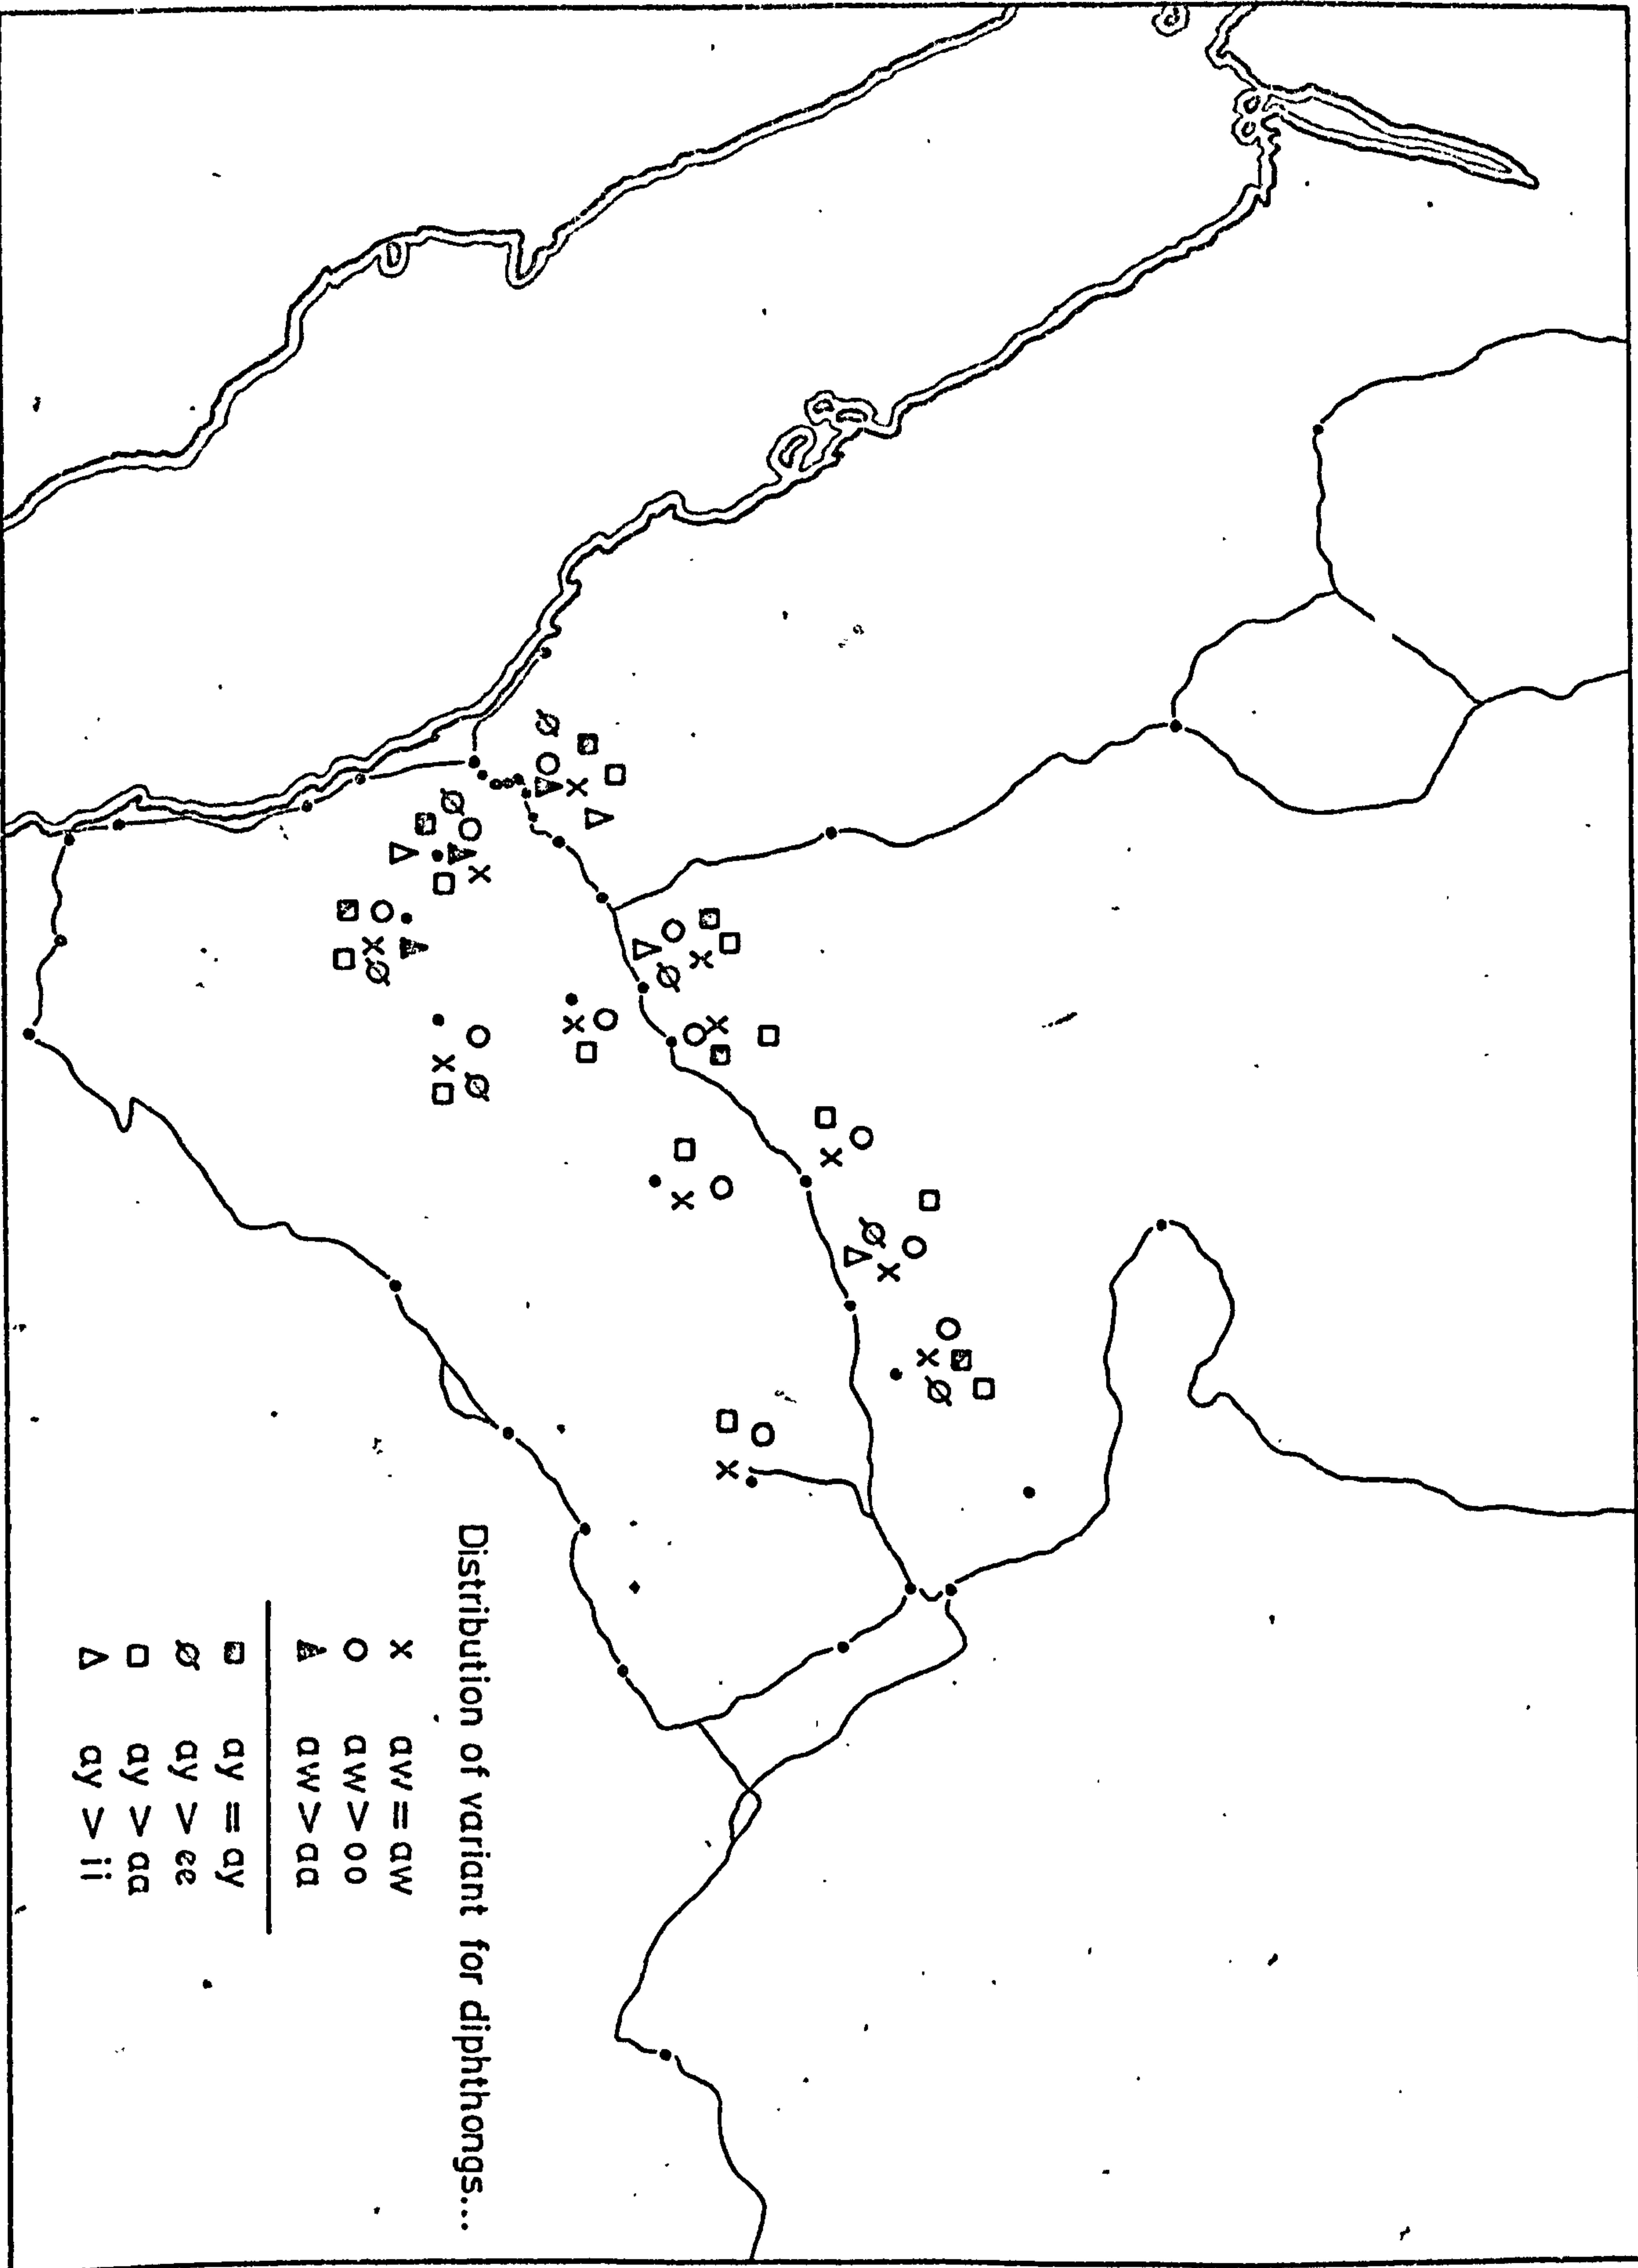 Distribution of variant for diphthongs...
x aw = aw
o aw > oo
▲ aw > aa
■ ay = ay
ø ay > ee
□ ay > aa
△ ay > ii